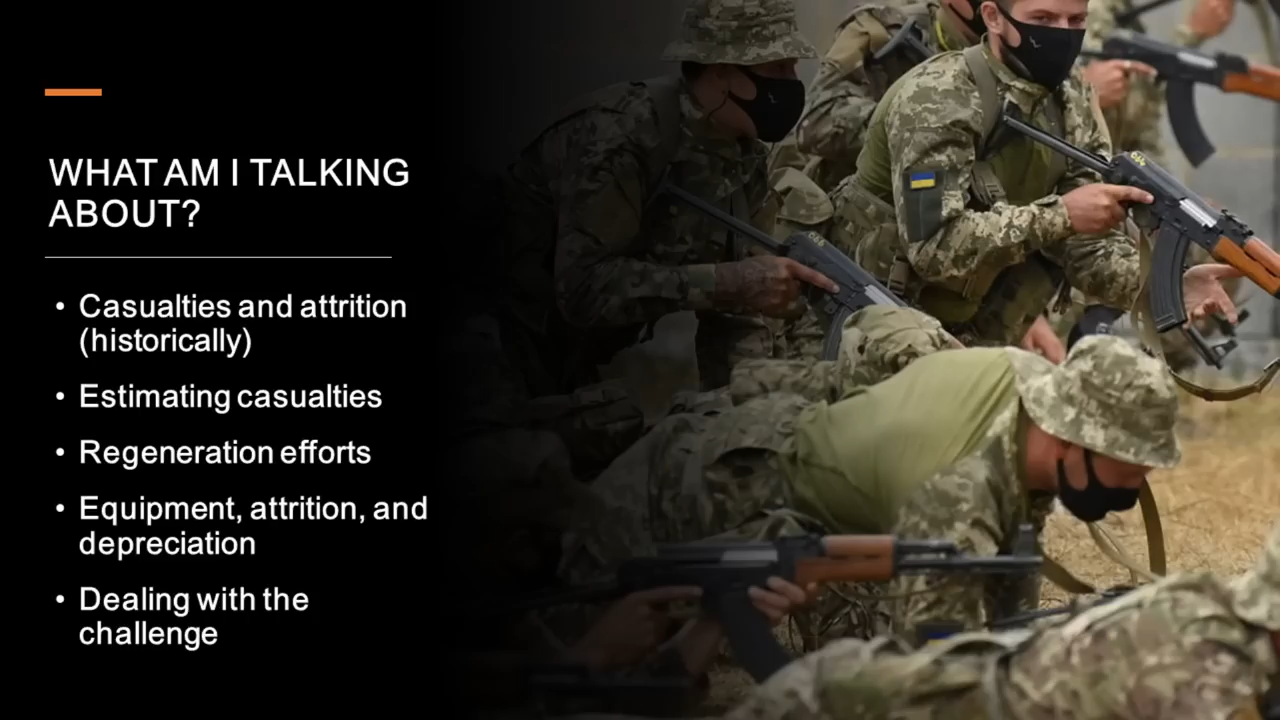 WHAT AM I TALKING
ABOUT?
• Casualties and attrition
(historically)
• Estimating casualties
• Regeneration efforts
• Equipment, attrition, and
depreciation
• Dealing with the
challenge